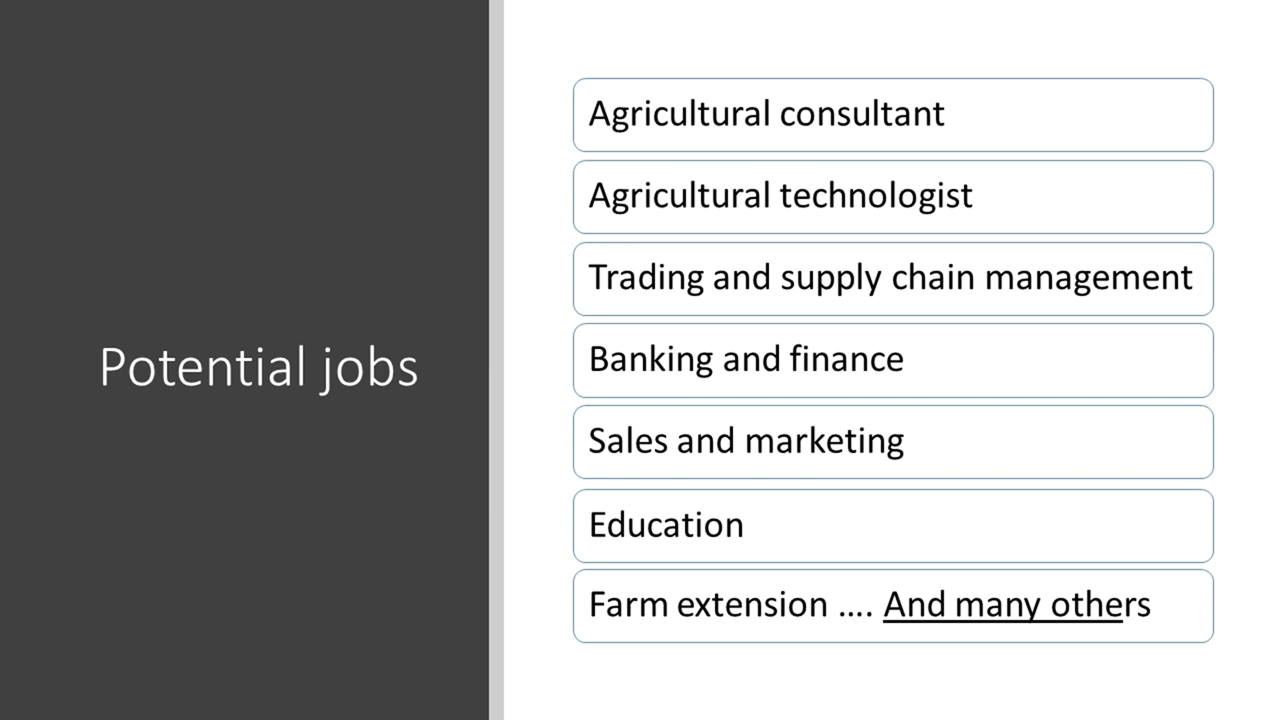 Potential jobs
Agricultural consultant
Agricultural technologist
Trading and supply chain management
Banking and finance
Sales and marketing
Education
Farm extension .... And many others